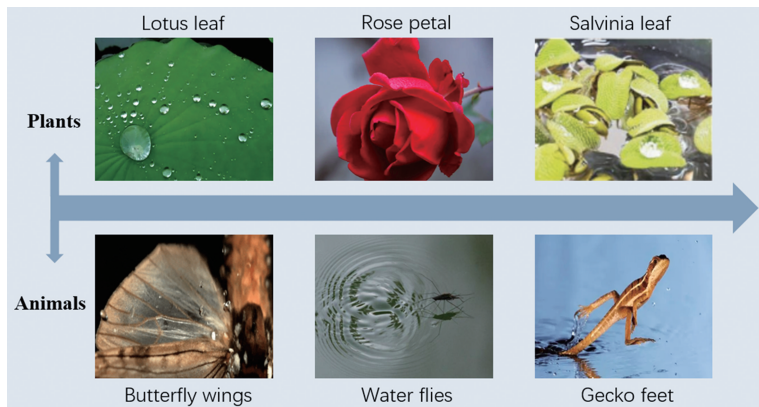 Lotus leaf
Rose petal
Salvinia leaf
Plants
Animals
Butterfly wings
Water flies
Gecko feet